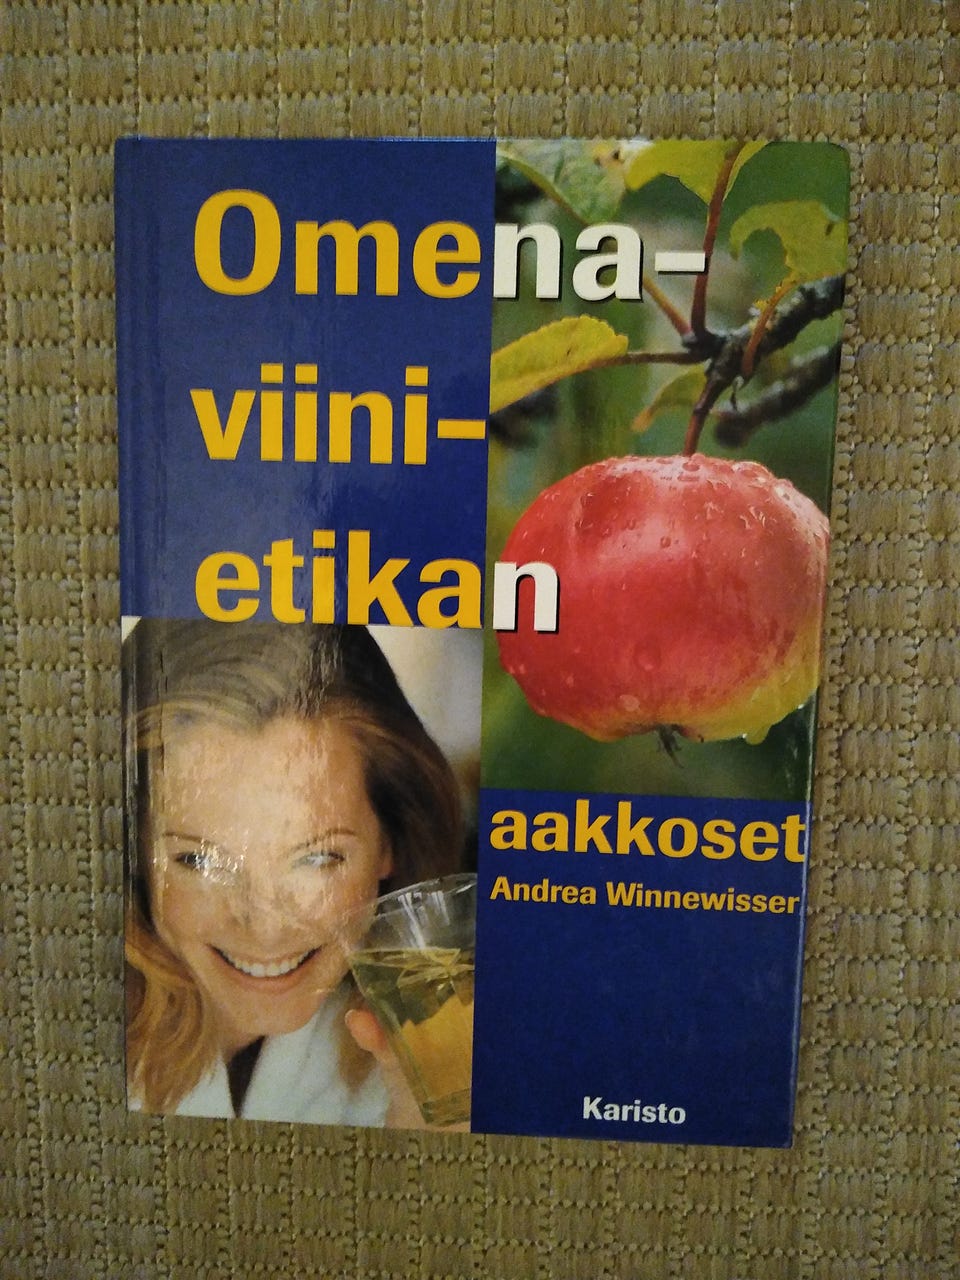 Omena-
viini-
etikan
aakkoset
Andrea Winnewisser
Karisto